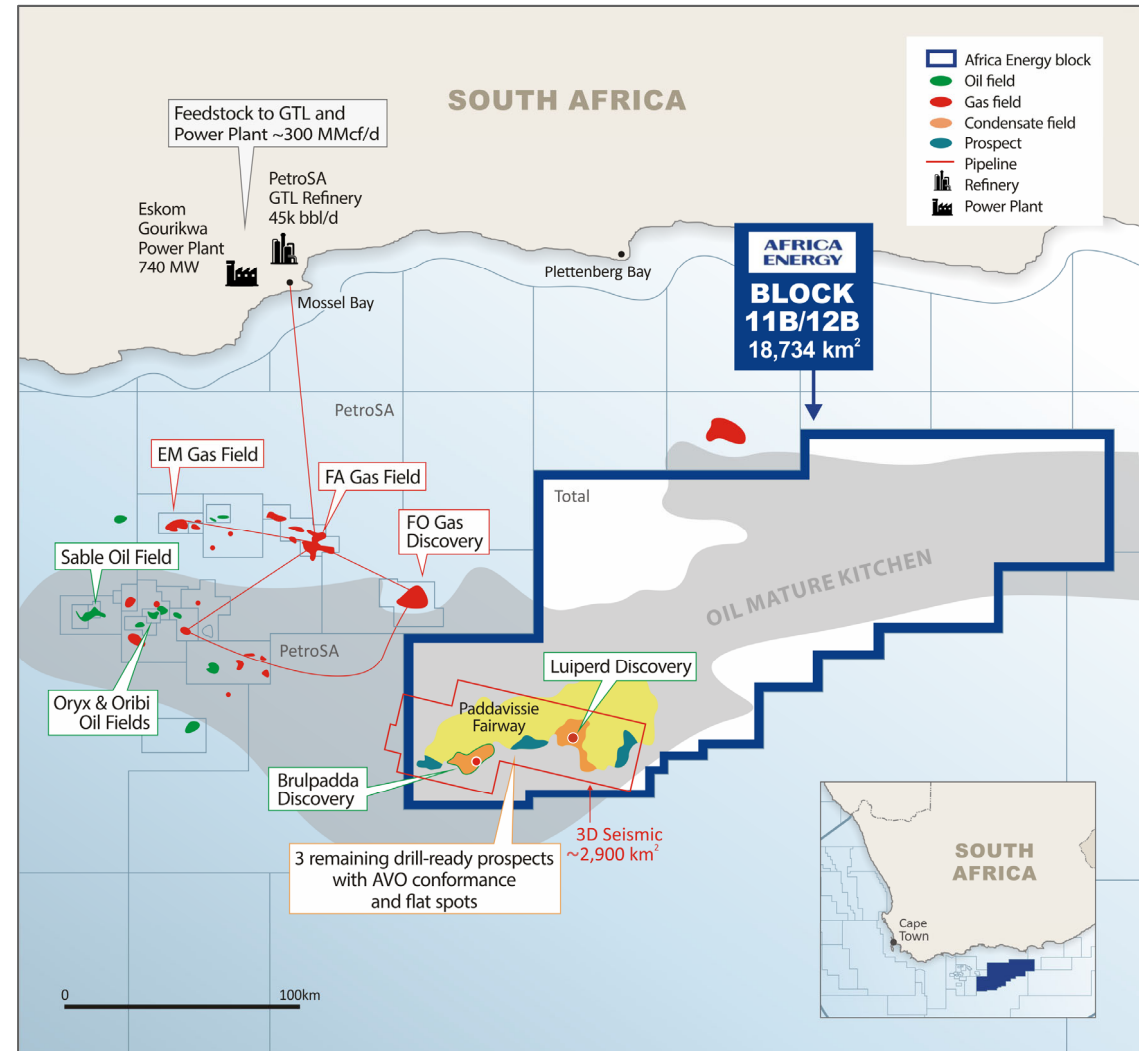 SOUTH AFRICA
Feedstock to GTL and
Power Plant ~300 MMcf/d
PetroSA
GTL Refinery
45k bbl/d
Eskom
Gourikwa
Power Plant
740 MW
Mossel Bay
Plettenberg Bay
Africa Energy block
Oil field
Gas field
Condensate field
Prospect
Pipeline
Refinery
Power Plant
AFRICA
ENERGY
BLOCK
11B/12B
18,734 km²
PetroSA
EM Gas Field
FA Gas Field
FO Gas
Discovery
Sable Oil Field
Total
OIL MATURE KITCHEN
PetroSA
Oryx & Oribi
Oil Fields
Luiperd Discovery
Paddavissie
Fairway
Brulpadda
Discovery
3D Seismic
~2,900 km²
3 remaining drill-ready prospects
with AVO conformance
and flat spots
SOUTH
AFRICA
Cape
Town
0 100km